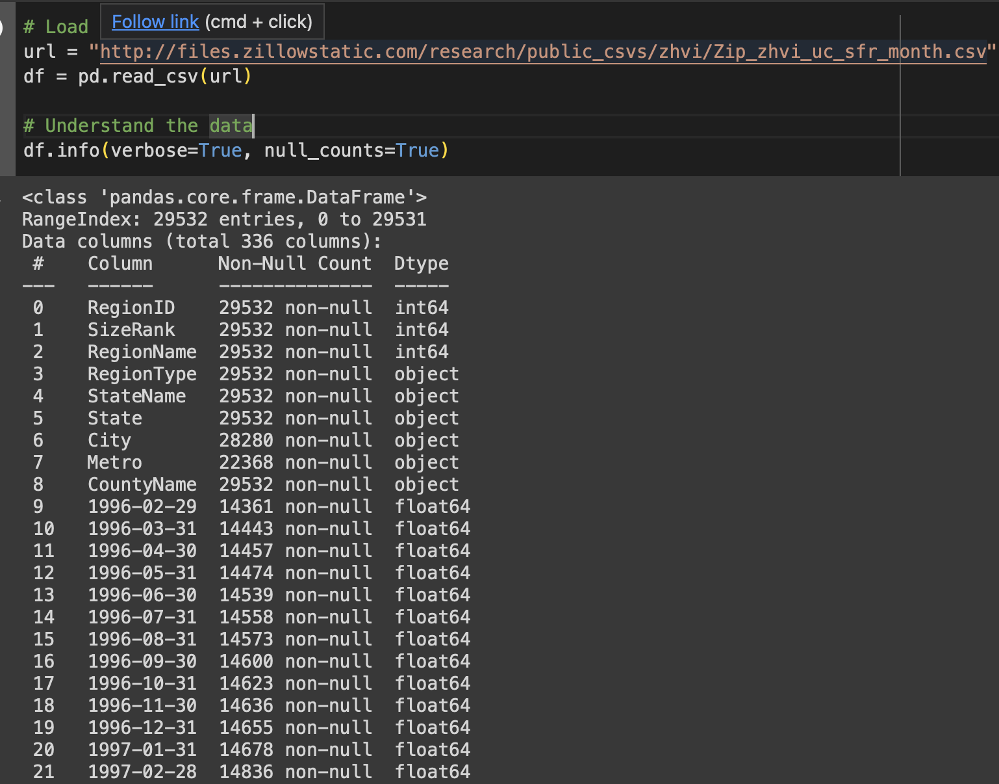 # Load
Follow link (cmd + click)
url = "http://files.zillowstatic.com/research/public_csvs/zhvi/Zip_zhvi_uc_sfr_month.csv"
df = pd.read_csv(url)
# Understand the data
df.info(verbose=True, null_counts=True)
<class 'pandas.core.frame.DataFrame'>
RangeIndex: 29532 entries, 0 to 29531
Data columns (total 336 columns):
 #   Column      Non-Null Count  Dtype
---  ------      --------------  -----
 0   RegionID    29532 non-null  int64
 1   SizeRank    29532 non-null  int64
 2   RegionName  29532 non-null  int64
 3   RegionType  29532 non-null  object
 4   StateName   29532 non-null  object
 5   State       29532 non-null  object
 6   City        28280 non-null  object
 7   Metro       22368 non-null  object
 8   CountyName  29532 non-null  object
 9   1996-02-29  14361 non-null  float64
 10  1996-03-31  14443 non-null  float64
 11  1996-04-30  14457 non-null  float64
 12  1996-05-31  14474 non-null  float64
 13  1996-06-30  14539 non-null  float64
 14  1996-07-31  14558 non-null  float64
 15  1996-08-31  14573 non-null  float64
 16  1996-09-30  14600 non-null  float64
 17  1996-10-31  14623 non-null  float64
 18  1996-11-30  14636 non-null  float64
 19  1996-12-31  14655 non-null  float64
 20  1997-01-31  14678 non-null  float64
 21  1997-02-28  14836 non-null  float64